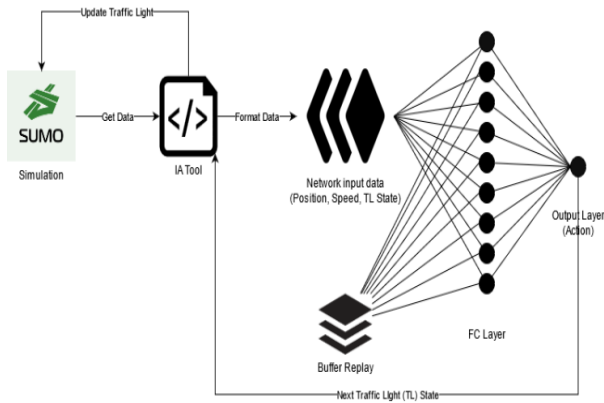 Update Traffic Light
SUMO
Simulation
Get Data
</>
IA Tool
Format Data
Network input data
(Position, Speed, TL State)
Output Layer
(Action)
FC Layer
Buffer Replay
Next Traffic Light (TL) State